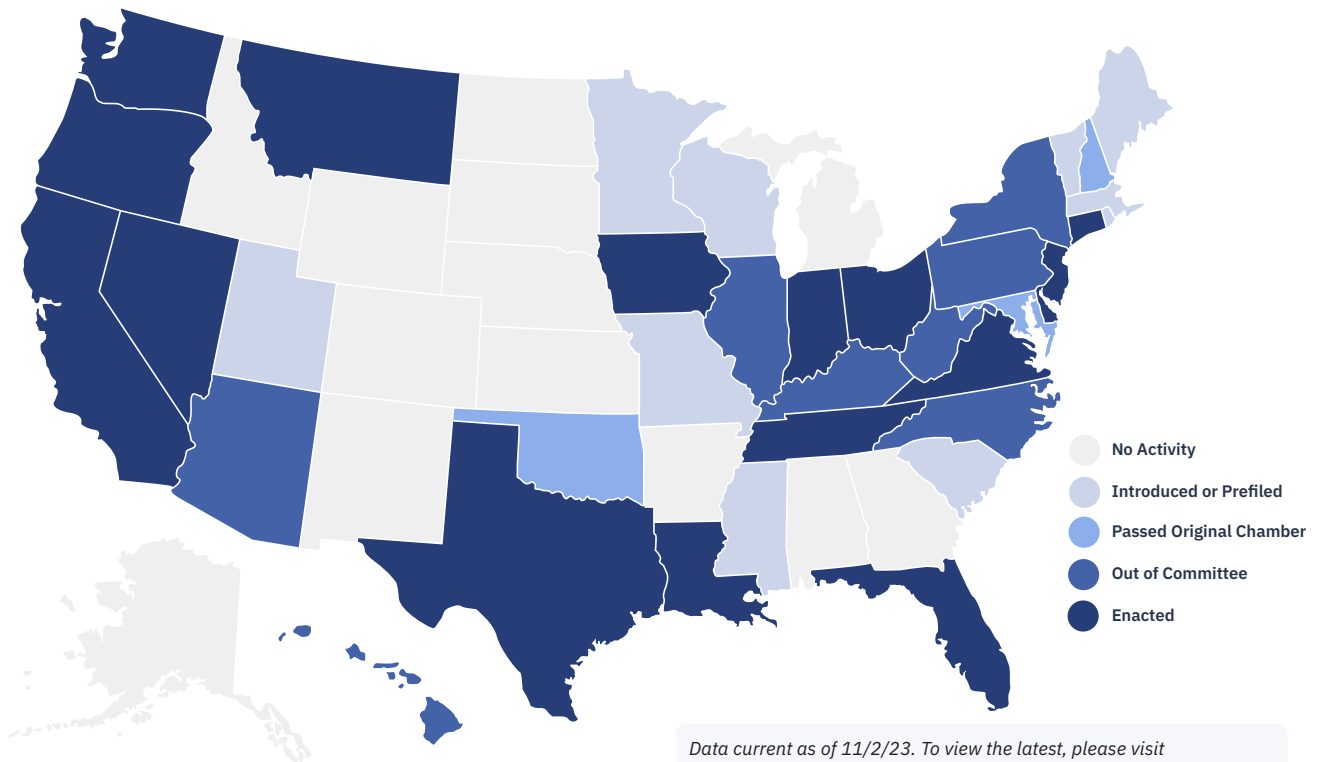 No Activity
Introduced or Prefiled
Passed Original Chamber
Out of Committee
Enacted
Data current as of 11/2/23. To view the latest, please visit